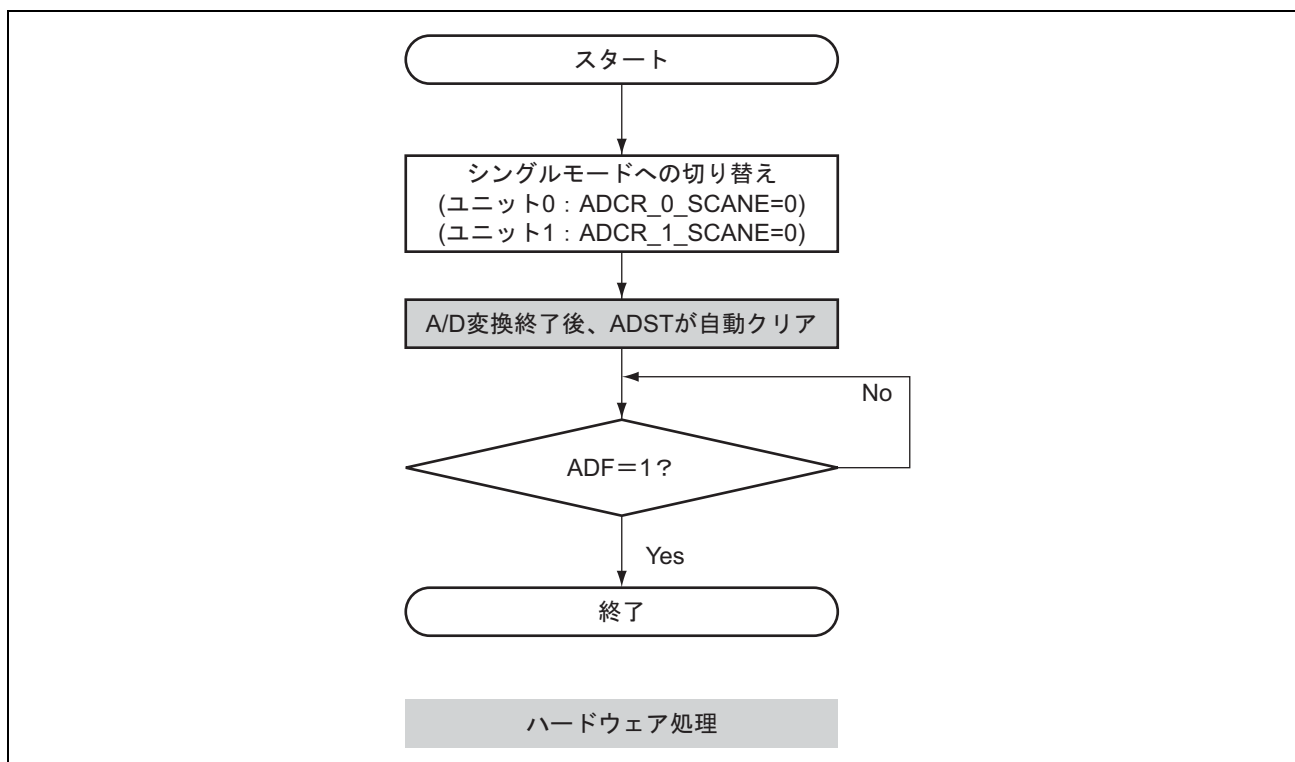 スタート
シングルモードへの切り替え
(ユニット0：ADCR_0_SCANE=0)
(ユニット1：ADCR_1_SCANE=0)
A/D変換終了後、ADSTが自動クリア
No
ADF＝1？
Yes
終了
ハードウェア処理